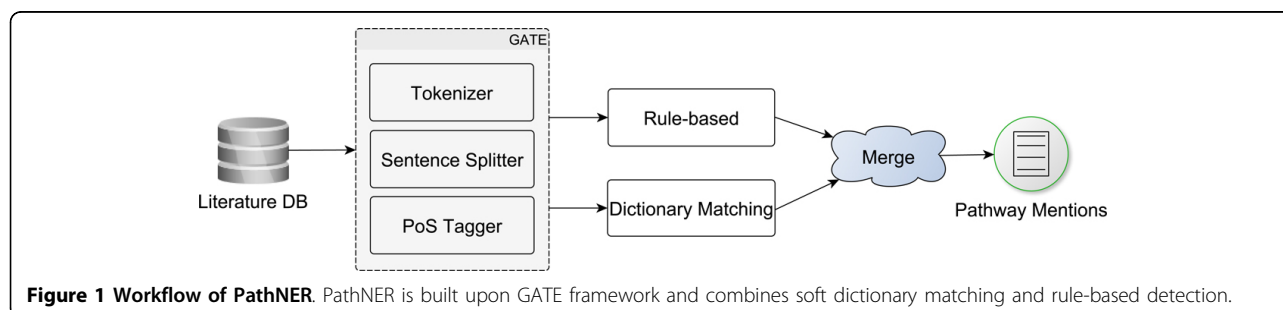 GATE
Tokenizer
Sentence Splitter
PoS Tagger
Literature DB
Rule-based
Dictionary Matching
Merge
Pathway Mentions
Figure 1 Workflow of PathNER. PathNER is built upon GATE framework and combines soft dictionary matching and rule-based detection.